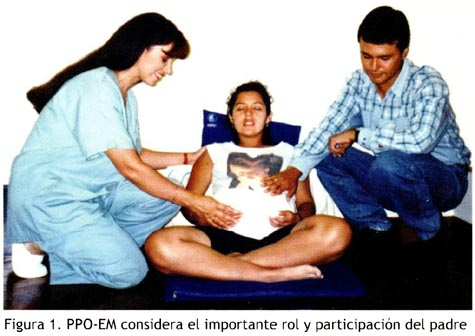 Figura 1. PPO-EM considera el importante rol y participación del padre.